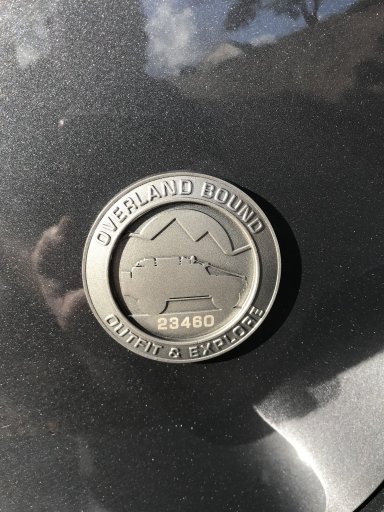 OVERLAND BOUND
23460
OUTFIT & EXPLORE